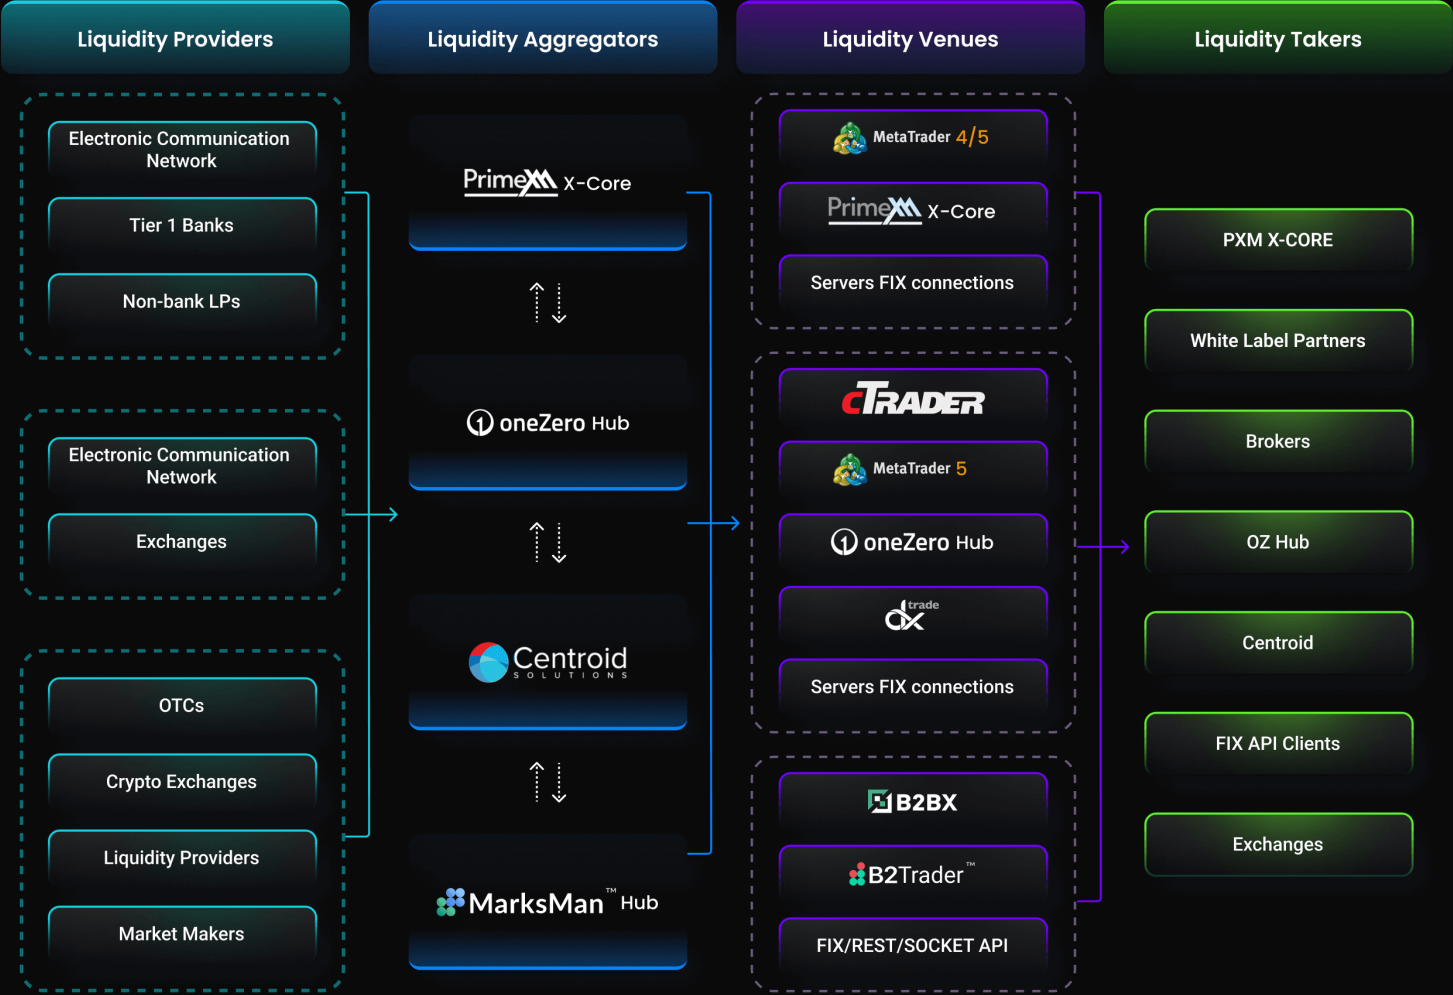 Liquidity Providers
Liquidity Aggregators
Liquidity Venues
Liquidity Takers
Electronic Communication
Network
Tier 1 Banks
Non-bank LPs
Electronic Communication
Network
Exchanges
OTCs
Crypto Exchanges
Liquidity Providers
Market Makers
PrimeXM X-Core
oneZero Hub
Centroid
SOLUTIONS
MarksMan™ Hub
MetaTrader 4/5
PrimeXM X-Core
Servers FIX connections
cTRADER
MetaTrader 5
oneZero Hub
dx trade
Servers FIX connections
B2BX
B2Trader™
FIX/REST/SOCKET API
PXM X-CORE
White Label Partners
Brokers
OZ Hub
Centroid
FIX API Clients
Exchanges